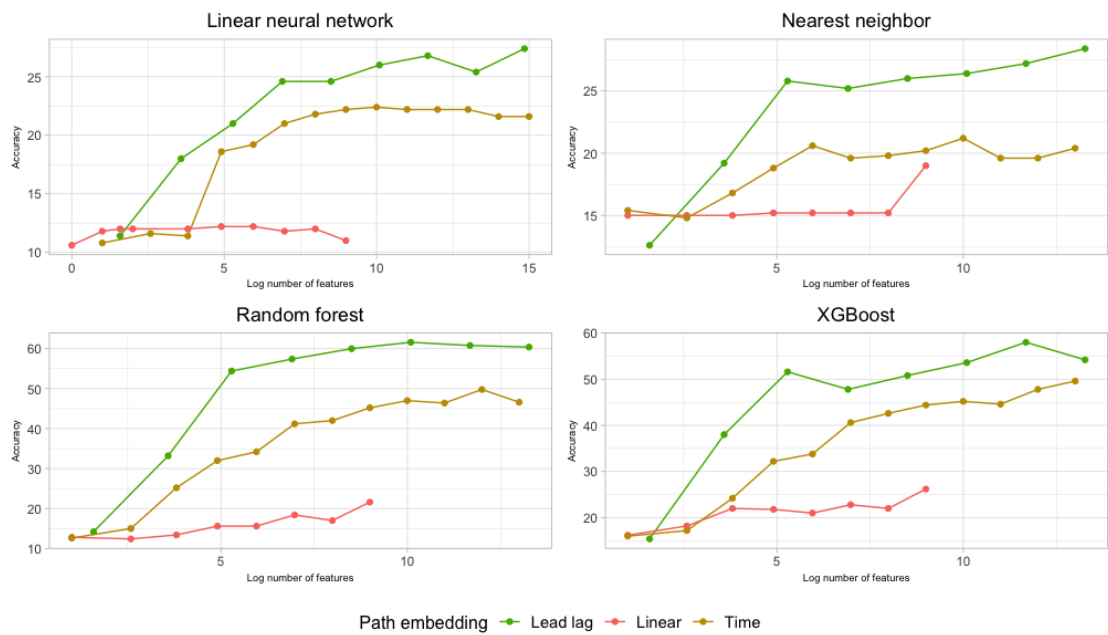 Linear neural network
Nearest neighbor
Accuracy
25
20
15
10
0
5
10
15
Log number of features
Accuracy
25
20
15
5
10
Log number of features
Random forest
XGBoost
Accuracy
60
50
40
30
20
10
5
10
Log number of features
Accuracy
60
50
40
30
20
5
10
Log number of features
Path embedding Lead lag Linear Time